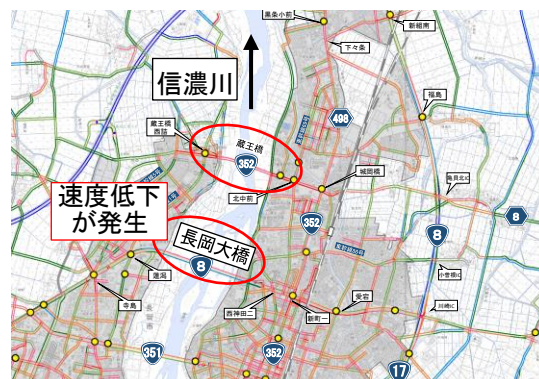 黒条小前
新組南
下々条
信濃川
福島
498
蔵王橋
西詰
蔵王橋
352
城岡橋
亀貝北IC
北中前
速度低下
が発生
352
8
長岡大橋
8
8
蓮潟
小曽根IC
寺島
西神田二
新町一
愛宕
川崎IC
351
352
17